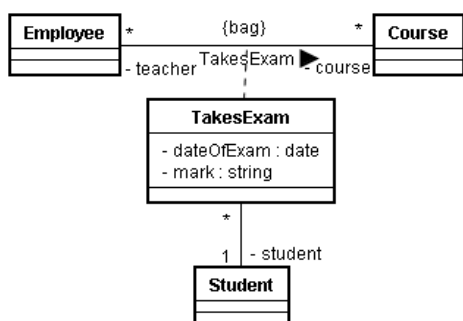 Employee * {bag} * Course
- teacher TakesExam ▶ - course
TakesExam
- dateOfExam : date
- mark : string
*
1 - student
Student